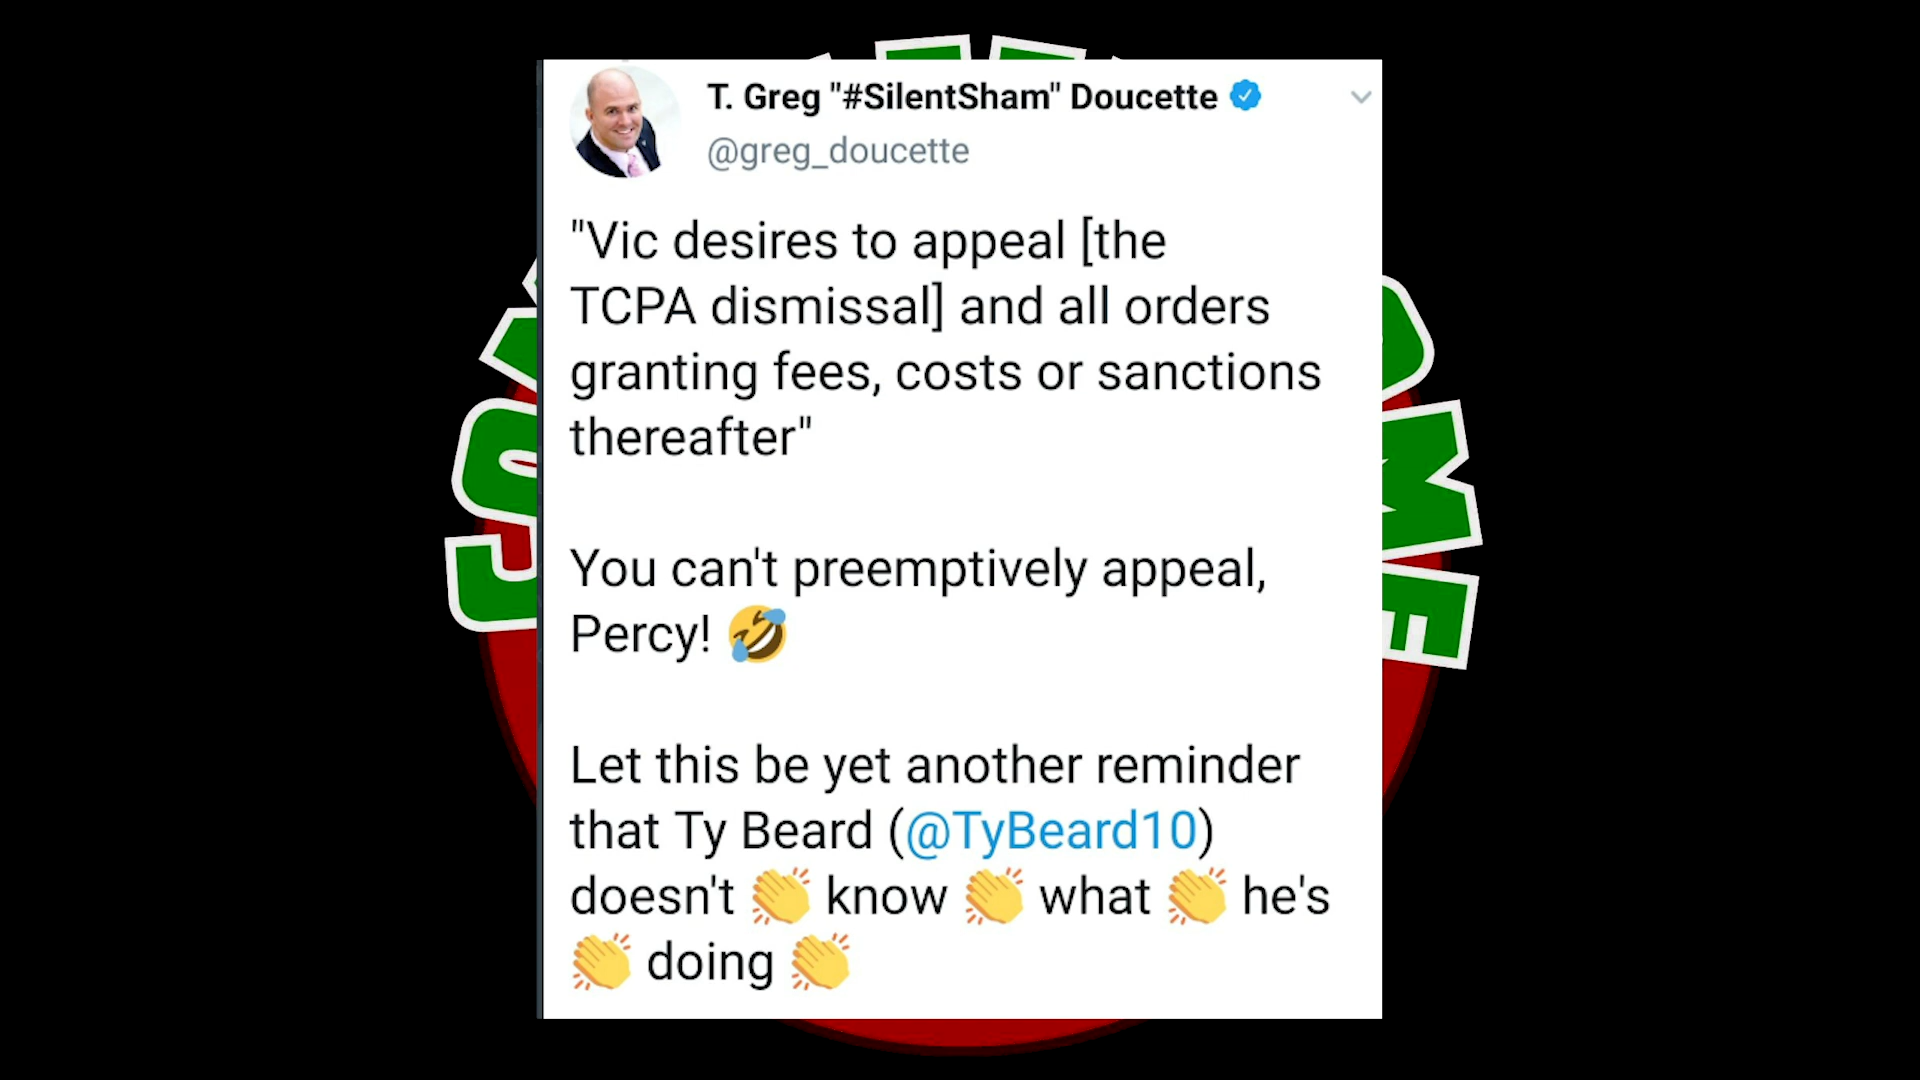 T. Greg "#SilentSham" Doucette
@greg_doucette
"Vic desires to appeal [the
TCPA dismissal] and all orders
granting fees, costs or sanctions
thereafter"
You can't preemptively appeal,
Percy! 🤣
Let this be yet another reminder
that Ty Beard (@TyBeard10)
doesn't 👏 know 👏 what 👏 he's
👏 doing 👏